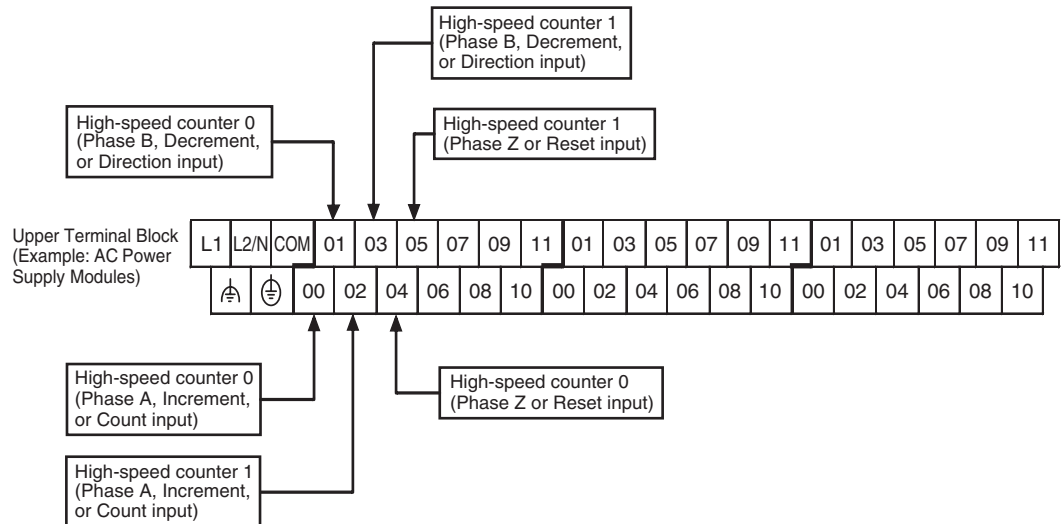 High-speed counter 1
(Phase B, Decrement,
or Direction input)
High-speed counter 0
(Phase B, Decrement,
or Direction input)
High-speed counter 1
(Phase Z or Reset input)
Upper Terminal Block
(Example: AC Power
Supply Modules)
L1 L2/N COM 01 03 05 07 09 11 01 03 05 07 09 11 01 03 05 07 09 11
00 02 04 06 08 10 00 02 04 06 08 10 00 02 04 06 08 10
High-speed counter 0
(Phase A, Increment,
or Count input)
High-speed counter 0
(Phase Z or Reset input)
High-speed counter 1
(Phase A, Increment,
or Count input)